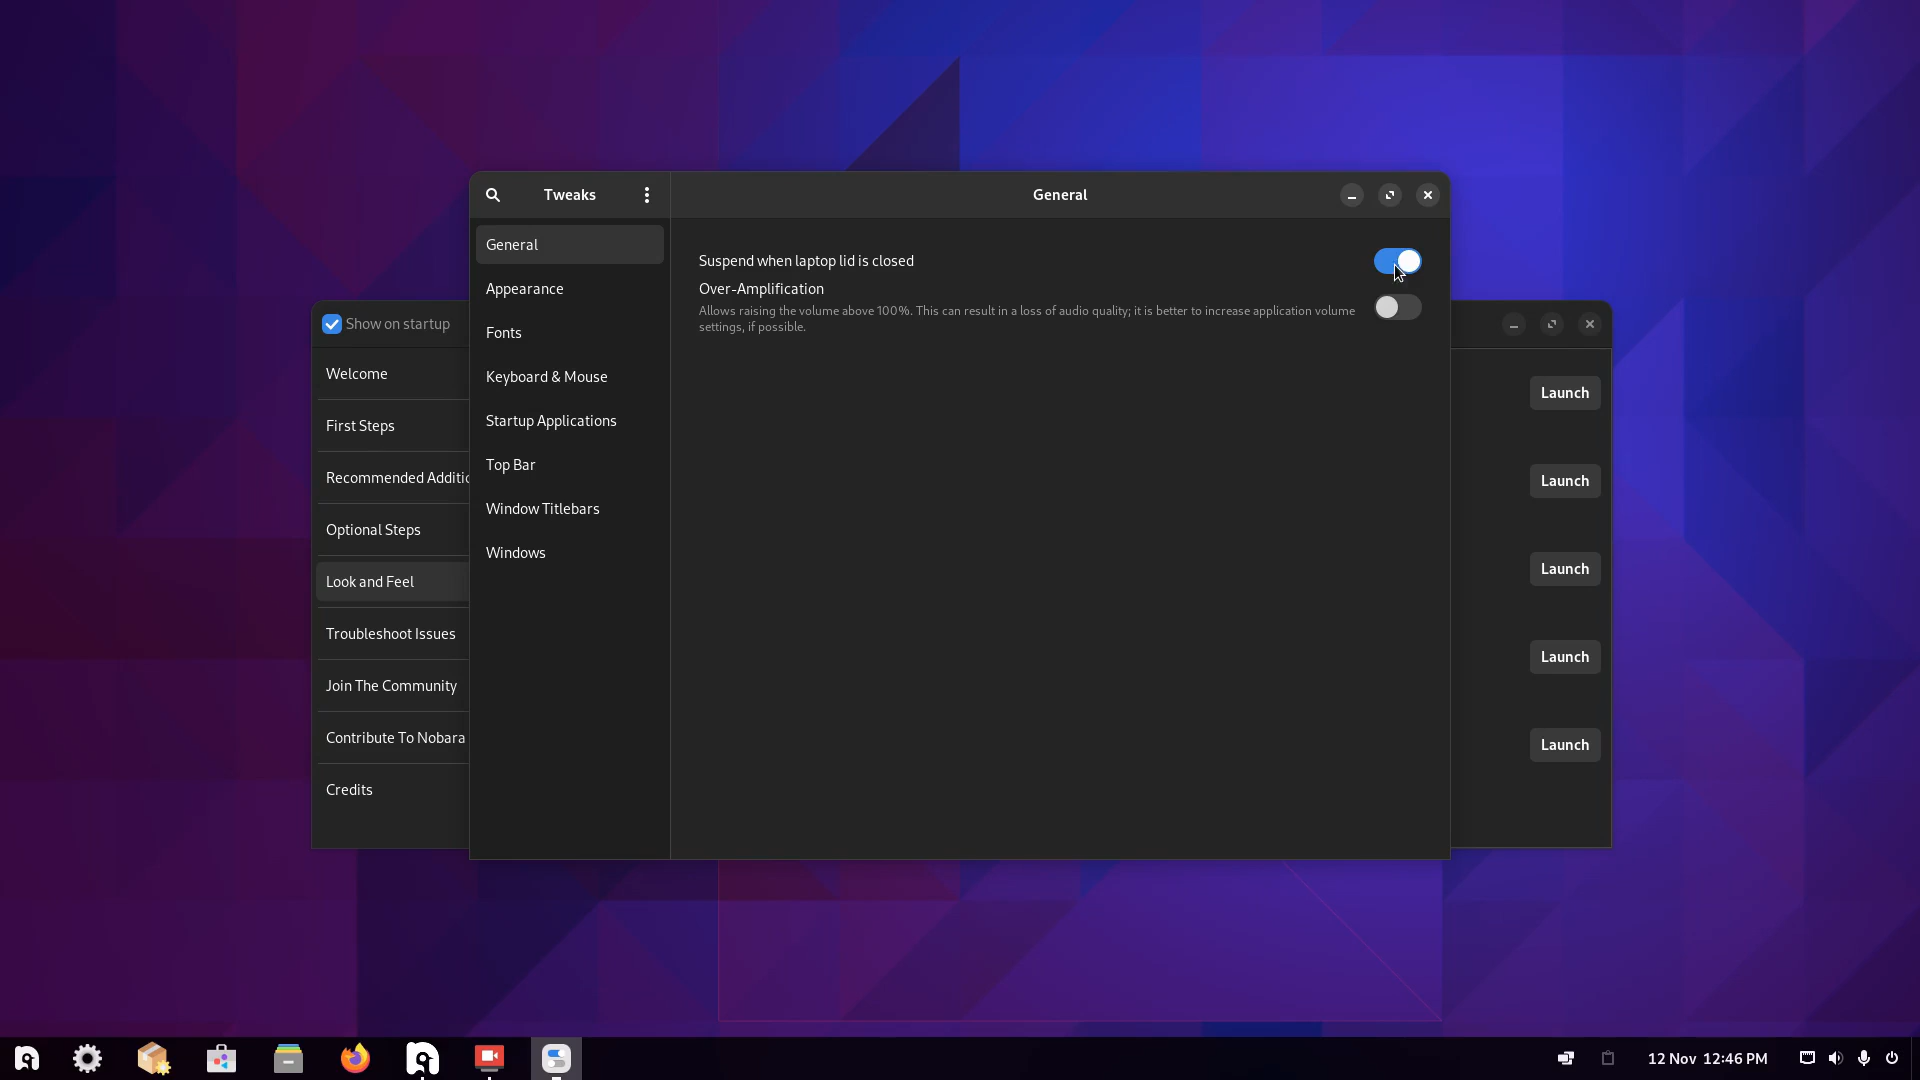 Tweaks
General
General
Appearance
Fonts
Keyboard & Mouse
Startup Applications
Top Bar
Window Titlebars
Windows
Suspend when laptop lid is closed
Over-Amplification
Allows raising the volume above 100%. This can result in a loss of audio quality; it is better to increase application volume
settings, if possible.
Show on startup
Welcome
First Steps
Recommended
Optional Steps
Look and Feel
Troubleshoot Issues
Join The Community
Contribute To Nobara
Credits
Launch
Launch
Launch
Launch
Launch
12 Nov 12:46 PM